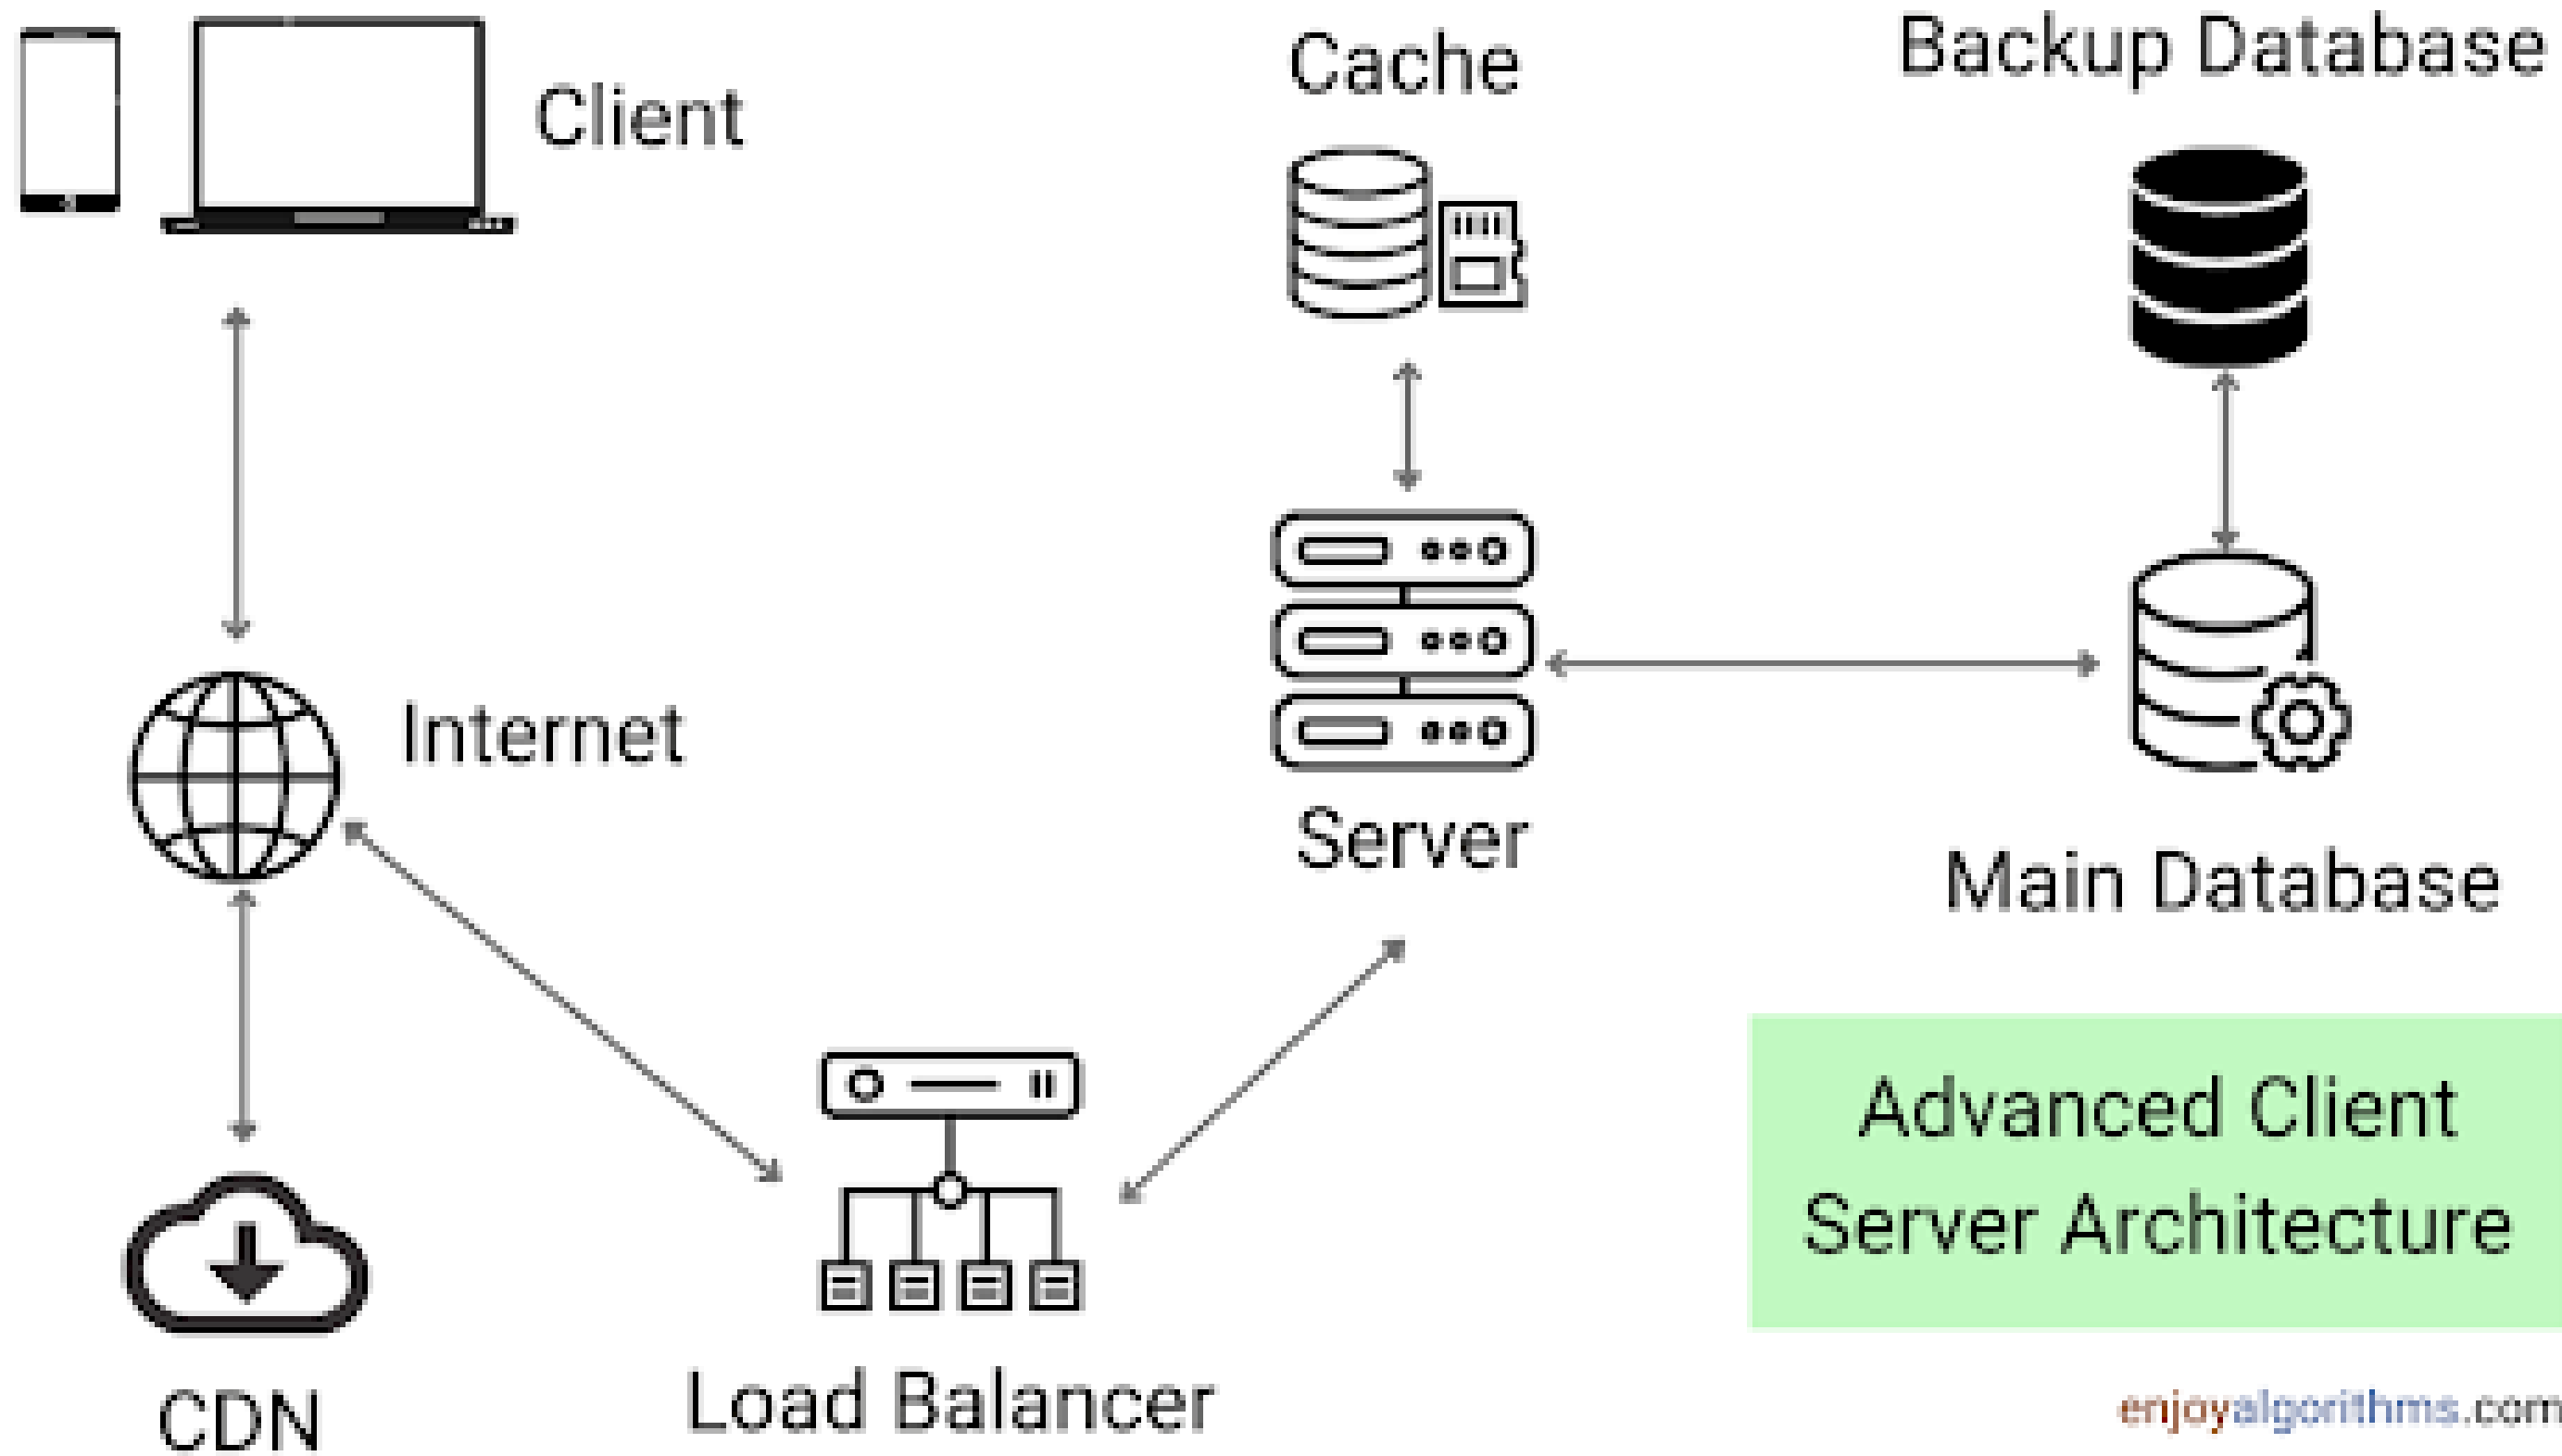 Client
Cache
Backup Database
Internet
Server
Main Database
CDN
Load Balancer
Advanced Client
Server Architecture
enjoyalgorithms.com